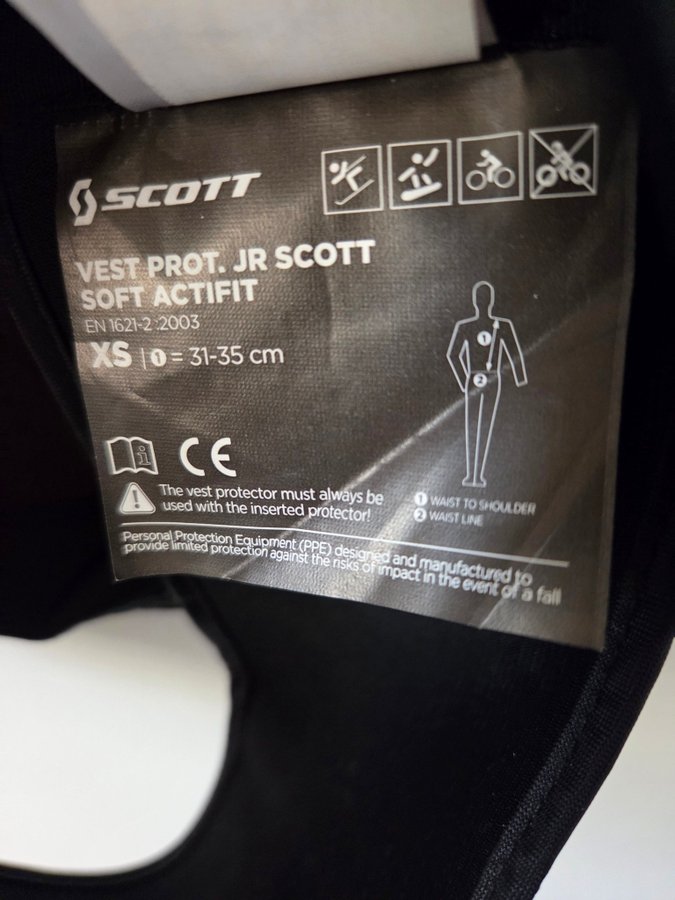 SCOTT
VEST PROT. JR SCOTT
SOFT ACTIFIT
EN 1621-2 :2003
XS | 1 = 31-35 cm
1
2
i CE
! The vest protector must always be
used with the inserted protector!
1 WAIST TO SHOULDER
2 WAIST LINE
Personal Protection Equipment (PPE) designed and manufactured to
provide limited protection against the risks of impact in the event of a fall